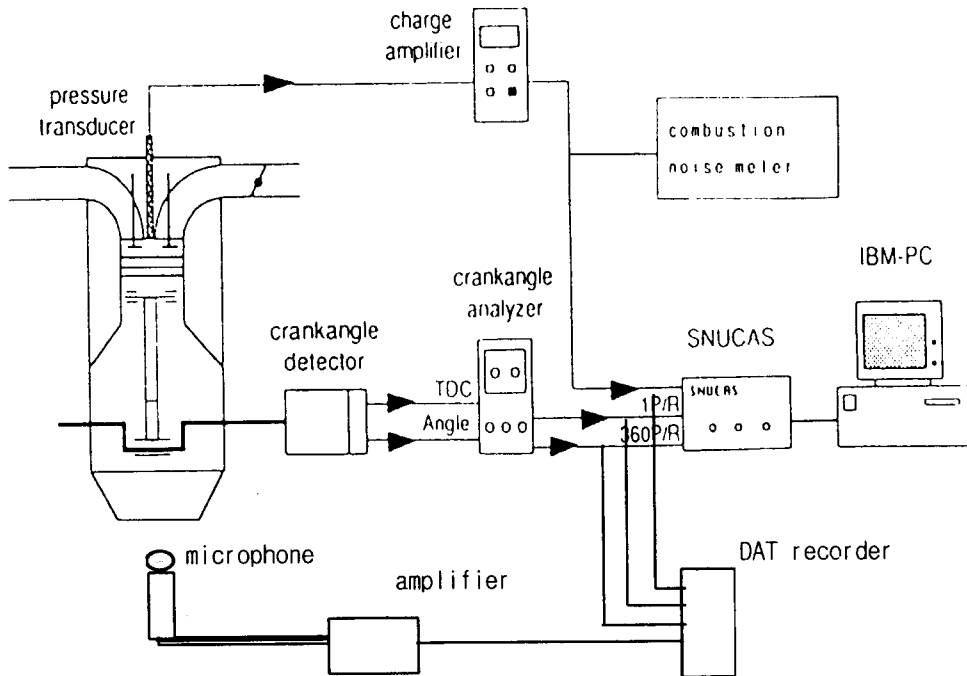 charge
amplifier
pressure
transducer
combustion
noise meter
IBM-PC
crankangle
analyzer
SNUCAS
crankangle
detector
TDC
1P/R
SNUCAS
Angle
360P/R
microphone
amplifier
DAT recorder